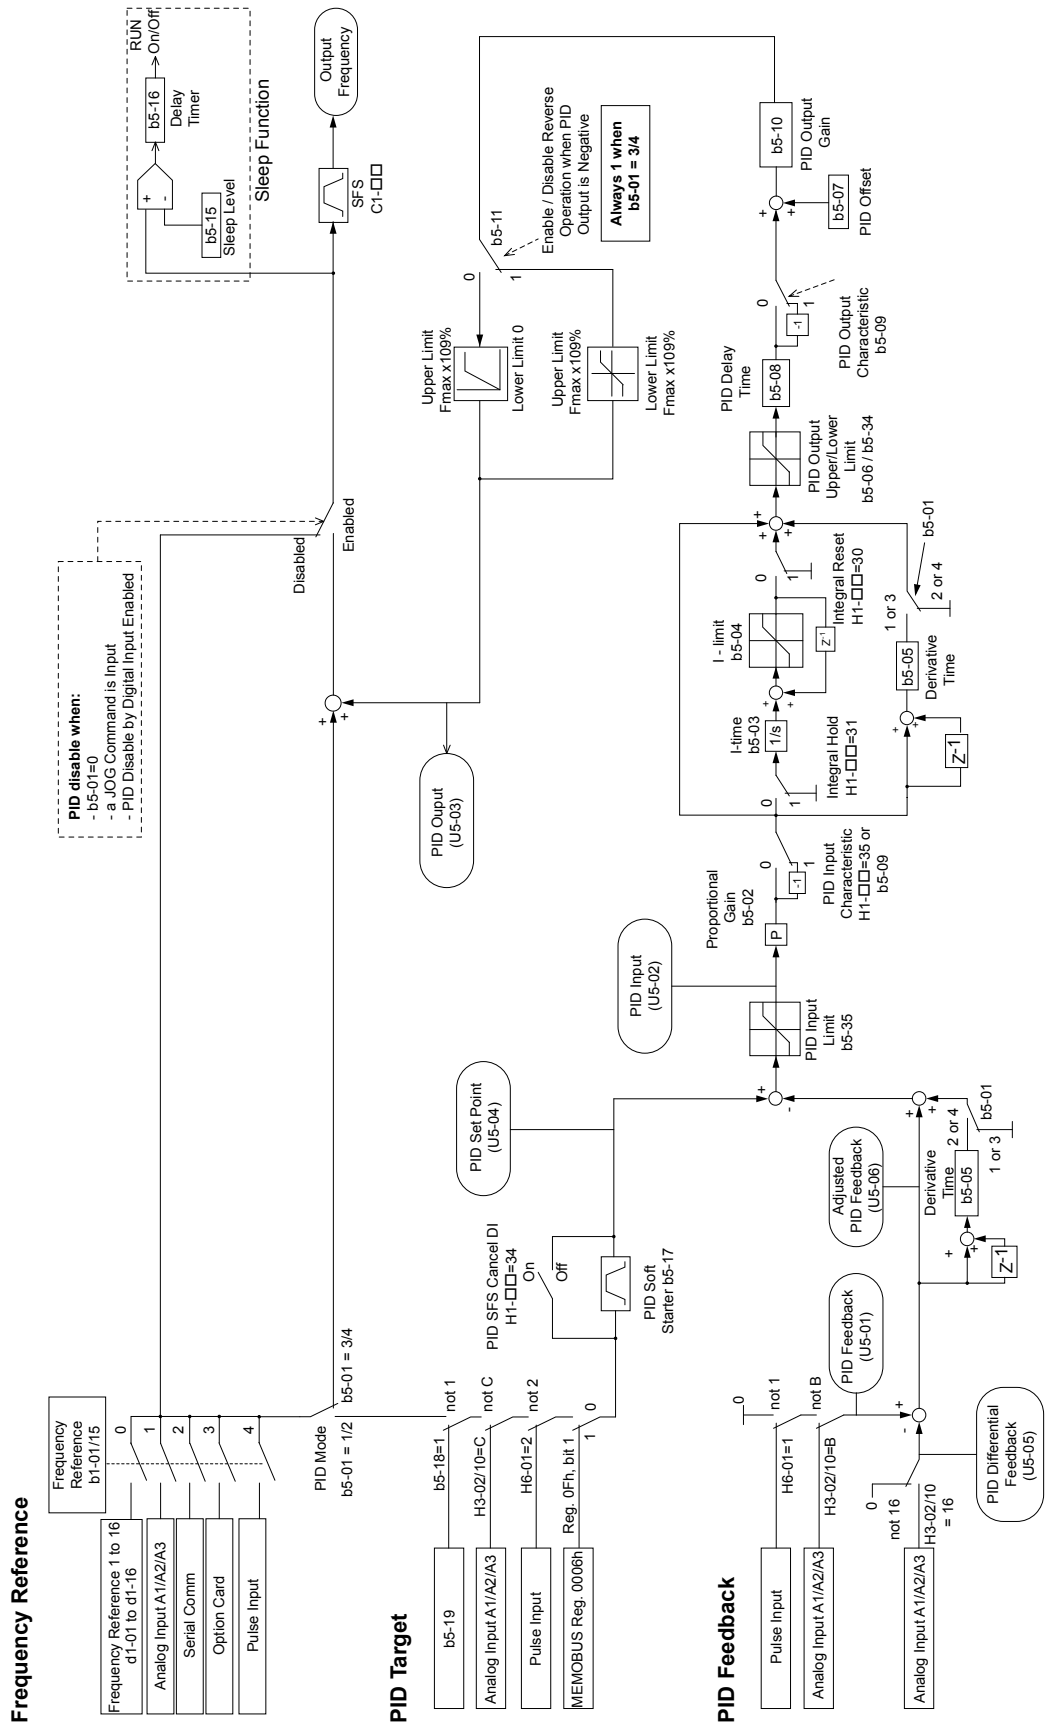 Frequency Reference
Frequency
Reference
b1-01/15
Frequency Reference 1 to 16
d1-01 to d1-16
Analog Input A1/A2/A3
Serial Comm
Option Card
Pulse Input
0
1
2
3
4
PID Mode
b5-01 = 1/2
b5-01 = 3/4
PID disable when:
- b5-01=0
- a JOG Command is Input
- PID Disable by Digital Input Enabled
Disabled
Enabled
+
+
RUN
On/Off
b5-16
Delay
Timer
+
-
b5-15
Sleep Level
Sleep Function
SFS
C1-□□
Output
Frequency
PID Target
b5-19
Analog Input A1/A2/A3
Pulse Input
MEMOBUS Reg. 0006h
b5-18=1
not 1
H3-02/10=C
not C
H6-01=2
not 2
Reg. 0Fh, bit 1
1
0
PID SFS Cancel DI
H1-□□=34
On
Off
PID Soft
Starter b5-17
PID Set Point
(U5-04)
PID Ouput
(U5-03)
Upper Limit
Fmax x109%
Lower Limit 0
Upper Limit
Fmax x109%
Lower Limit
Fmax x109%
0
1
b5-11
Enable / Disable Reverse
Operation when PID
Output is Negative
Always 1 when
b5-01 = 3/4
PID Feedback
Pulse Input
Analog Input A1/A2/A3
Analog Input A1/A2/A3
0
H6-01=1
not 1
H3-02/10=B
not B
0
not 16
H3-02/10
= 16
PID Feedback
(U5-01)
-
+
PID Differential
Feedback
(U5-05)
Adjusted
PID Feedback
(U5-06)
Derivative
Time
b5-05
+
+
Z-1
2 or 4
1 or 3
b5-01
+
+
+
-
PID Input
Limit
b5-35
PID Input
(U5-02)
Proportional
Gain
b5-02
P
0
-1
1
PID Input
Characteristic
H1-□□=35 or
b5-09
0
1
Integral Hold
H1-□□=31
I-time
b5-03
1/s
+
+
I - limit
b5-04
Z-1
0
1
Integral Reset
H1-□□=30
+
+
Z-1
b5-05
Derivative
Time
1 or 3
2 or 4
b5-01
+
+
+
PID Output
Upper/Lower
Limit
b5-06 / b5-34
PID Delay
Time
b5-08
0
-1
1
PID Output
Characteristic
b5-09
+
+
b5-07
PID Offset
b5-10
PID Output
Gain